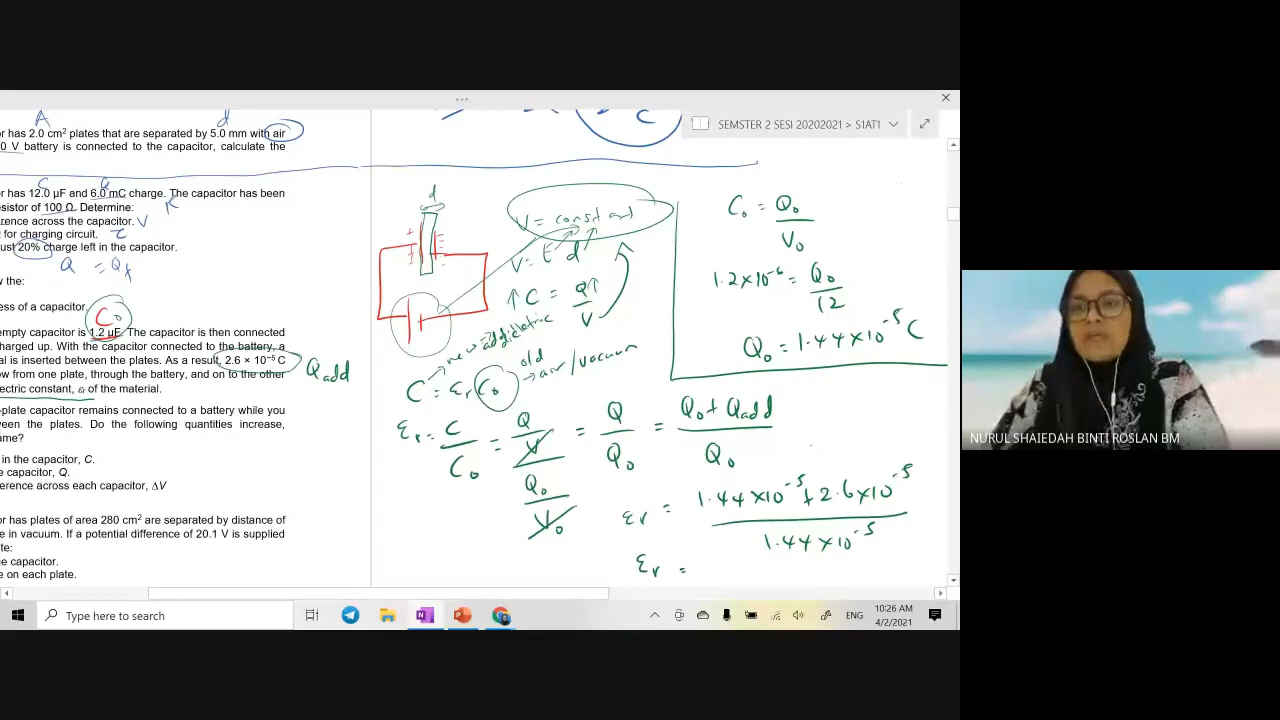 A d
or has 2.0 cm² plates that are separated by 5.0 mm with air
0 V battery is connected to the capacitor, calculate the
C
SEMSTER 2 SESI 20202021 > S1AT1
C Q
or has 12.0 uF and 6.0 mC charge. The capacitor has been
resistor of 100 Ω. Determine: R
rence across the capacitor. V
for charging circuit. τ
ust 20% charge left in the capacitor.
Q = Qf
w the:
ess of a capacitor
C₀
empty capacitor is 1.2 μF. The capacitor is then connected
harged up. With the capacitor connected to the battery, a
al is inserted between the plates. As a result, 2.6 × 10⁻⁵ C
ow from one plate, through the battery, and on to the other
ectric constant, of the material.
Qadd
-plate capacitor remains connected to a battery while you
ween the plates. Do the following quantities increase,
ame?
in the capacitor, C.
e capacitor, Q.
ference across each capacitor, ΔV
or has plates of area 280 cm² are separated by distance of
e in vacuum. If a potential difference of 20.1 V is supplied
te:
ge capacitor.
e on each plate.
d
V = constant
V = E d
↑ C = Q↑ / V
new add dielectric
old
→ air/vacuum
C = εr C₀
εr = C / C₀ = Q / V / Q₀ / V₀ = Q / Q₀ = Q₀ + Qadd / Q₀
εr = 1.44 × 10⁻⁵ + 2.6 × 10⁻⁵ / 1.44 × 10⁻⁵
εr =
C₀ = Q₀ / V₀
1.2 × 10⁻⁶ = Q₀ / 12
Q₀ = 1.44 × 10⁻⁵ C
NURUL SHAIEDAH BINTI ROSLAN BM
Type here to search
ENG
10:26 AM
4/2/2021